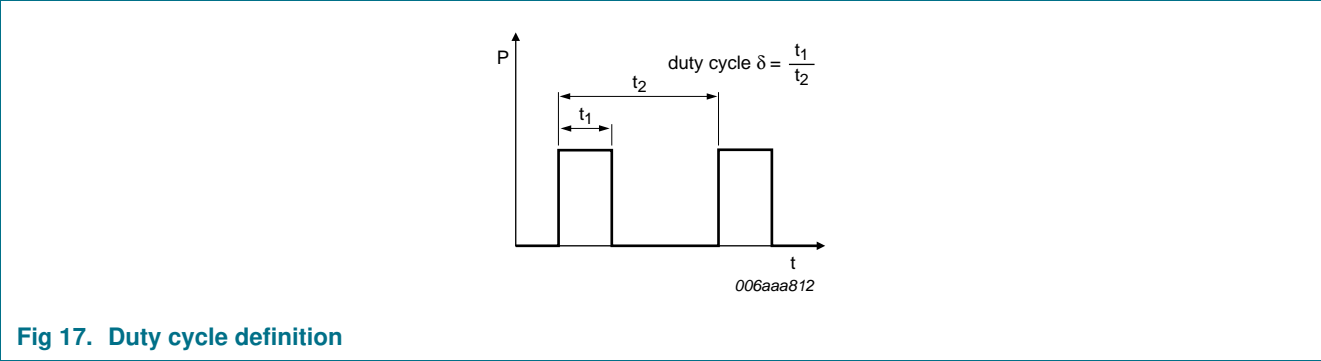 P
duty cycle δ = t1
t2
t2
t1
t
006aaa812
Fig 17. Duty cycle definition